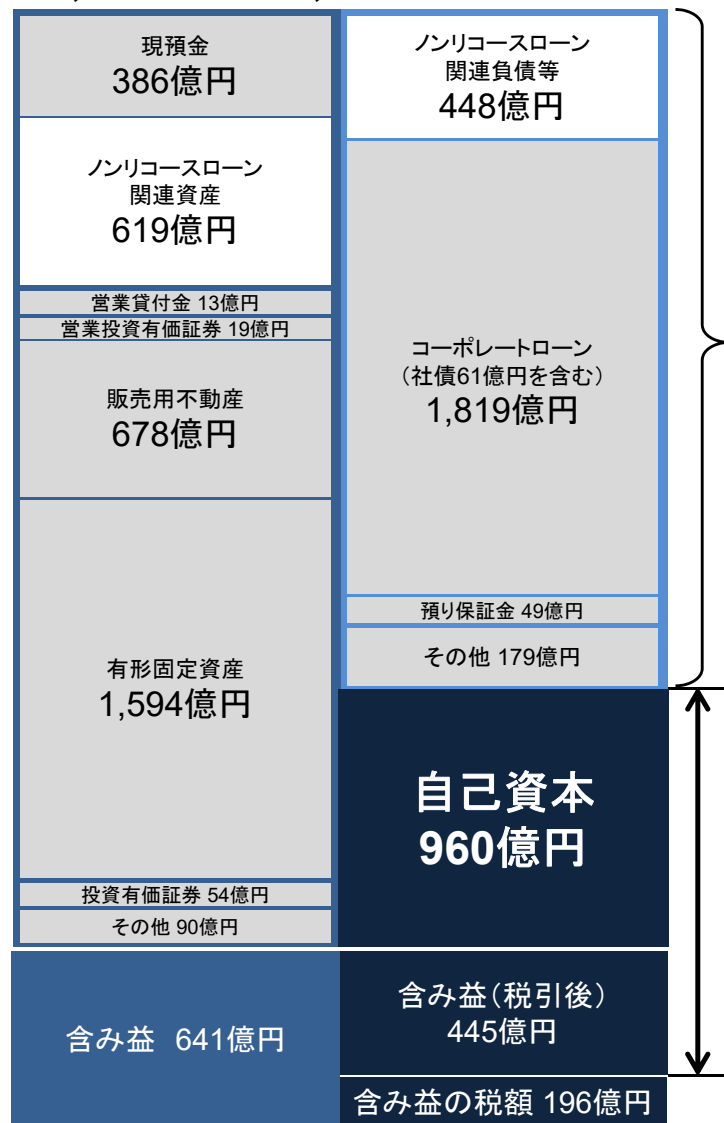 現預金
386億円
ノンリコースローン
関連資産
619億円
営業貸付金 13億円
営業投資有価証券 19億円
販売用不動産
678億円
有形固定資産
1,594億円
投資有価証券 54億円
その他 90億円
含み益 641億円
ノンリコースローン
関連負債等
448億円
コーポレートローン
（社債61億円を含む）
1,819億円
預り保証金 49億円
その他 179億円
自己資本
960億円
含み益（税引後）
445億円
含み益の税額 196億円